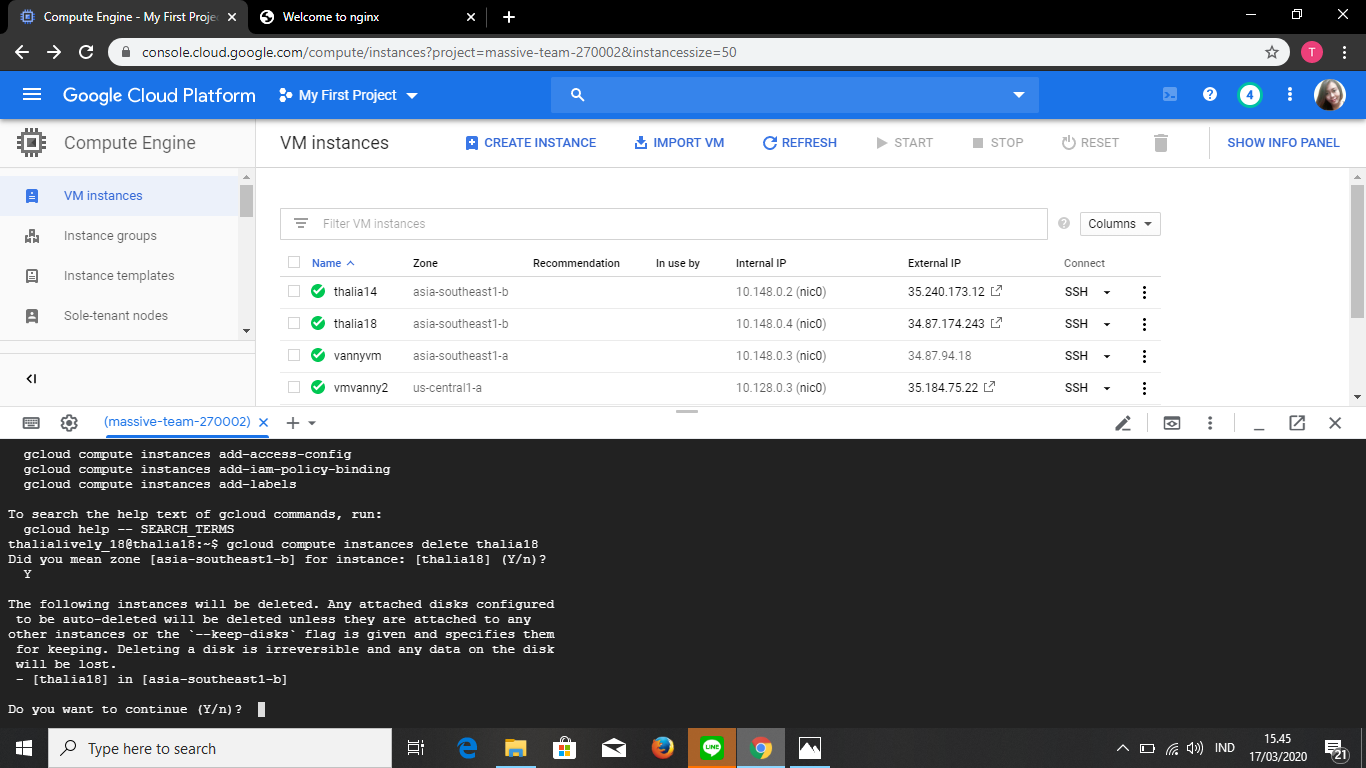 Compute Engine - My First Proje
Welcome to nginx
console.cloud.google.com/compute/instances?project=massive-team-270002&instancessize=50
T
Google Cloud Platform
My First Project
4
Compute Engine
VM instances
CREATE INSTANCE
IMPORT VM
REFRESH
START
STOP
RESET
SHOW INFO PANEL
VM instances
Instance groups
Instance templates
Sole-tenant nodes
Filter VM instances
Columns
Name Zone Recommendation In use by Internal IP External IP Connect
thalia14 asia-southeast1-b 10.148.0.2 (nic0) 35.240.173.12 SSH
thalia18 asia-southeast1-b 10.148.0.4 (nic0) 34.87.174.243 SSH
vannyvm asia-southeast1-a 10.148.0.3 (nic0) 34.87.94.18 SSH
vmvanny2 us-central1-a 10.128.0.3 (nic0) 35.184.75.22 SSH
(massive-team-270002)
gcloud compute instances add-access-config
gcloud compute instances add-iam-policy-binding
gcloud compute instances add-labels
To search the help text of gcloud commands, run:
gcloud help -- SEARCH_TERMS
thalialively_18@thalia18:~$ gcloud compute instances delete thalia18
Did you mean zone [asia-southeast1-b] for instance: [thalia18] (Y/n)?
Y
The following instances will be deleted. Any attached disks configured
to be auto-deleted will be deleted unless they are attached to any
other instances or the `--keep-disks` flag is given and specifies them
for keeping. Deleting a disk is irreversible and any data on the disk
will be lost.
- [thalia18] in [asia-southeast1-b]
Do you want to continue (Y/n)?
Type here to search
LINE
IND
15.45
17/03/2020
21